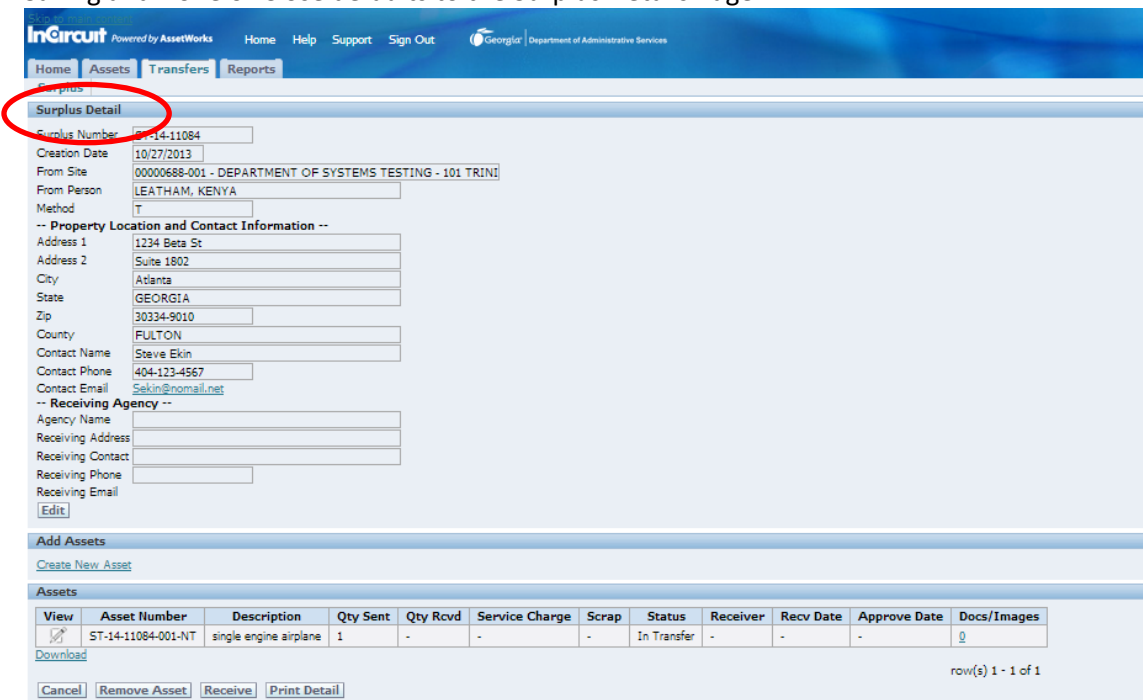 Skip to main content
InCircuit Powered by AssetWorks Home Help Support Sign Out Georgia Department of Administrative Services
Home Assets Transfers Reports
Surplus
Surplus Detail
Surplus Number ST-14-11084
Creation Date 10/27/2013
From Site 00000688-001 - DEPARTMENT OF SYSTEMS TESTING - 101 TRINI
From Person LEATHAM, KENYA
Method T
-- Property Location and Contact Information --
Address 1 1234 Beta St
Address 2 Suite 1802
City Atlanta
State GEORGIA
Zip 30334-9010
County FULTON
Contact Name Steve Ekin
Contact Phone 404-123-4567
Contact Email Sekin@nomail.net
-- Receiving Agency --
Agency Name
Receiving Address
Receiving Contact
Receiving Phone
Receiving Email
Edit
Add Assets
Create New Asset
Assets
View Asset Number Description Qty Sent Qty Rcvd Service Charge Scrap Status Receiver Recv Date Approve Date Docs/Images
ST-14-11084-001-NT single engine airplane 1 - - - In Transfer - - - 0
Download
row(s) 1 - 1 of 1
Cancel Remove Asset Receive Print Detail